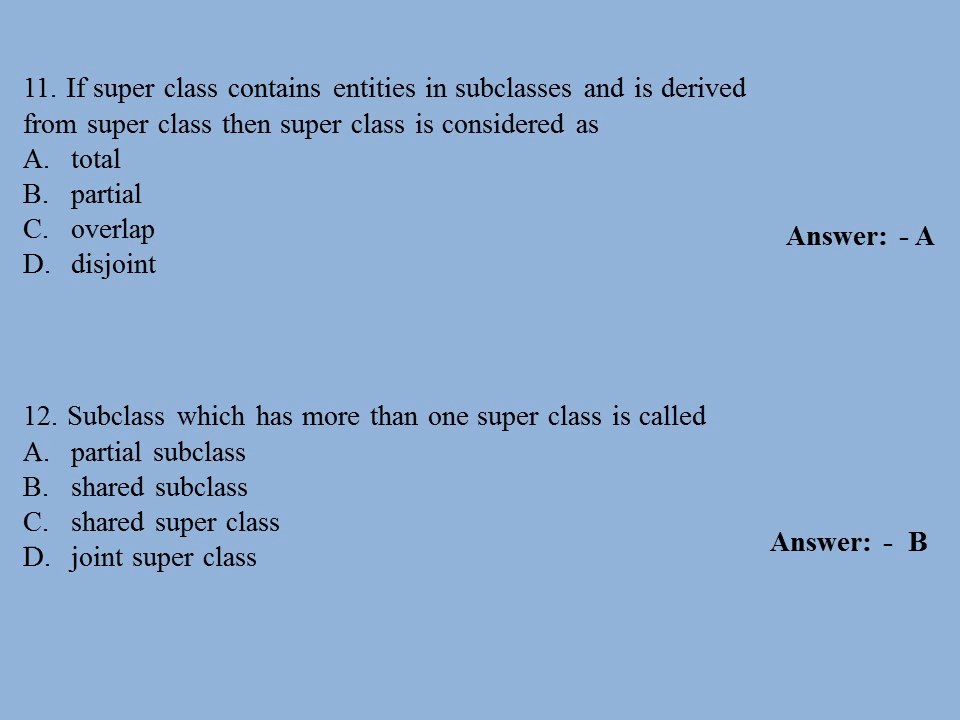 11. If super class contains entities in subclasses and is derived
from super class then super class is considered as
A. total
B. partial
C. overlap
D. disjoint
Answer: - A
12. Subclass which has more than one super class is called
A. partial subclass
B. shared subclass
C. shared super class
D. joint super class
Answer: - B